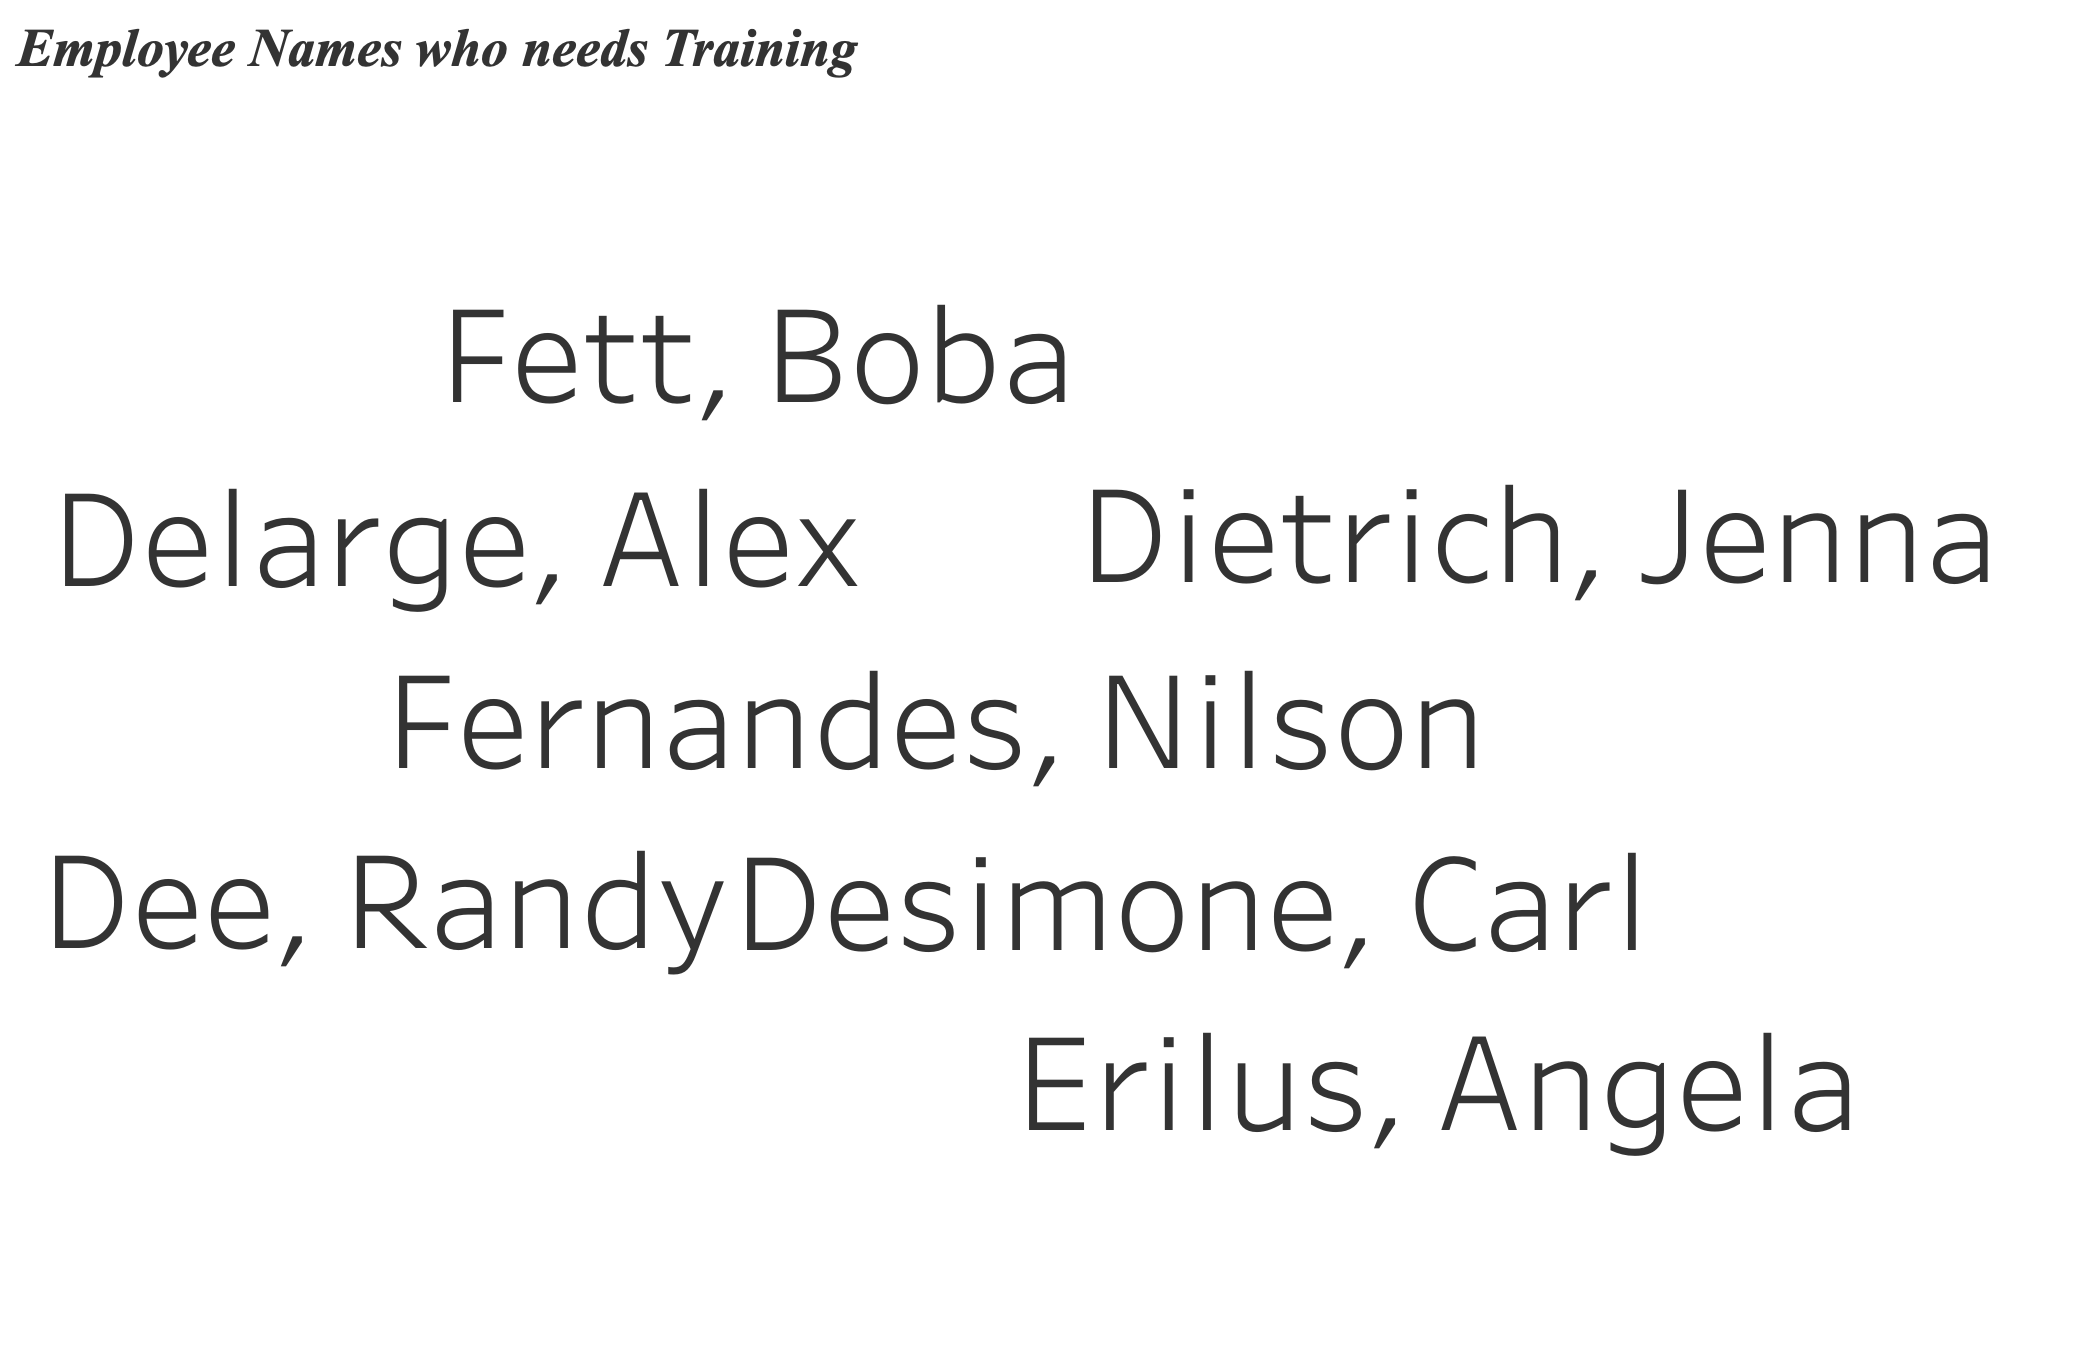 Employee Names who needs Training
Fett, Boba
Delarge, Alex
Dietrich, Jenna
Fernandes, Nilson
Dee, Randy
Desimone, Carl
Erilus, Angela